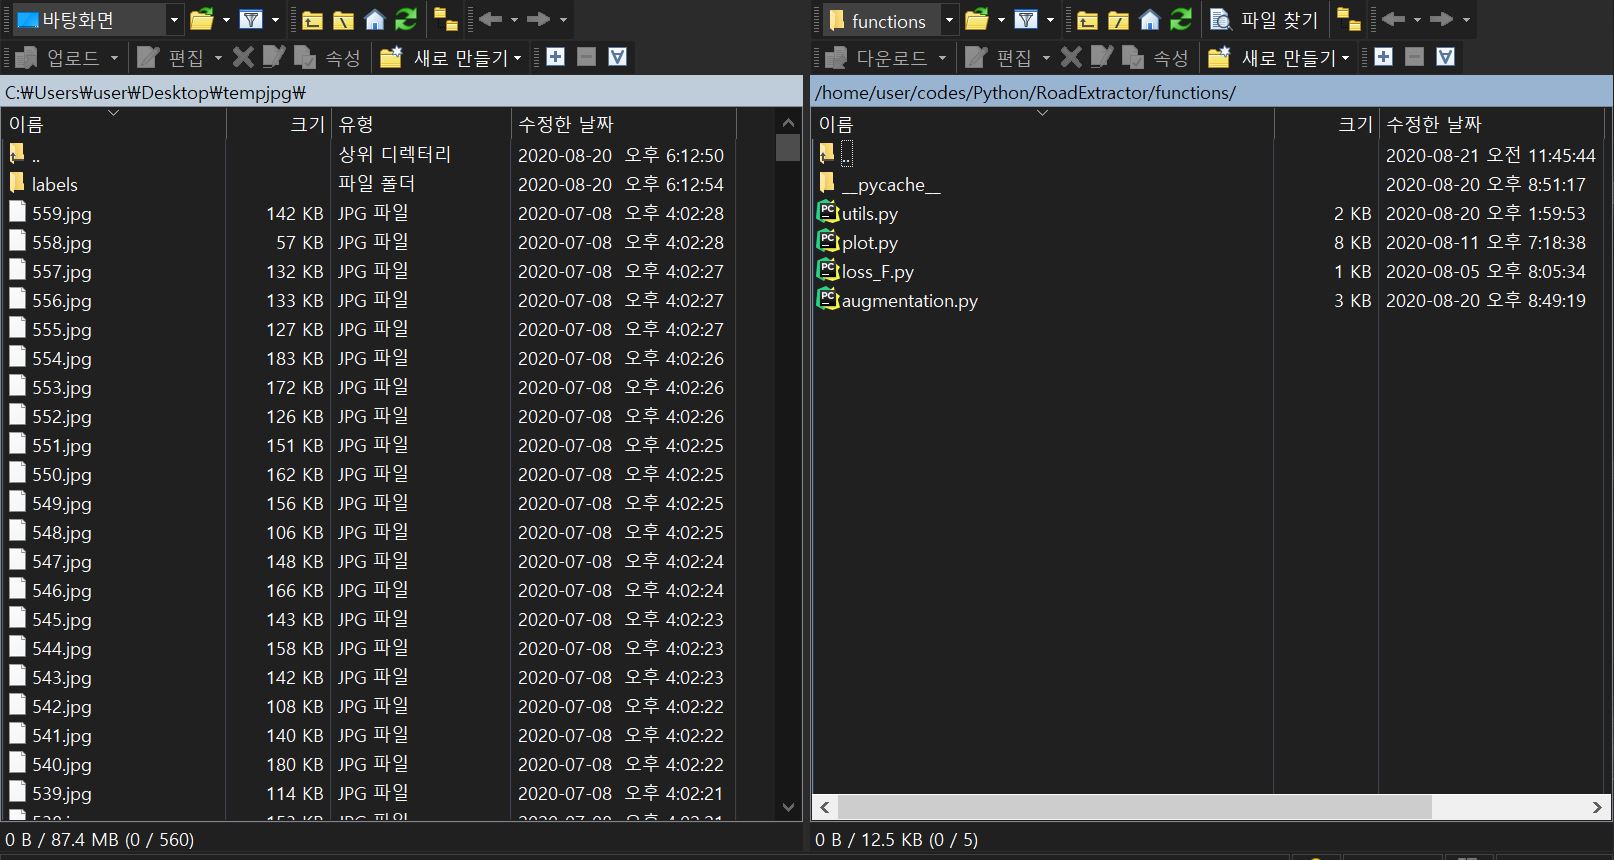 바탕화면
업로드 편집 속성 새로 만들기
C:₩Users₩user₩Desktop₩tempjpg₩
이름 크기 유형 수정한 날짜
.. 상위 디렉터리 2020-08-20 오후 6:12:50
labels 파일 폴더 2020-08-20 오후 6:12:54
559.jpg 142 KB JPG 파일 2020-07-08 오후 4:02:28
558.jpg 57 KB JPG 파일 2020-07-08 오후 4:02:28
557.jpg 132 KB JPG 파일 2020-07-08 오후 4:02:27
556.jpg 133 KB JPG 파일 2020-07-08 오후 4:02:27
555.jpg 127 KB JPG 파일 2020-07-08 오후 4:02:27
554.jpg 183 KB JPG 파일 2020-07-08 오후 4:02:26
553.jpg 172 KB JPG 파일 2020-07-08 오후 4:02:26
552.jpg 126 KB JPG 파일 2020-07-08 오후 4:02:26
551.jpg 151 KB JPG 파일 2020-07-08 오후 4:02:25
550.jpg 162 KB JPG 파일 2020-07-08 오후 4:02:25
549.jpg 156 KB JPG 파일 2020-07-08 오후 4:02:25
548.jpg 106 KB JPG 파일 2020-07-08 오후 4:02:25
547.jpg 148 KB JPG 파일 2020-07-08 오후 4:02:24
546.jpg 166 KB JPG 파일 2020-07-08 오후 4:02:24
545.jpg 143 KB JPG 파일 2020-07-08 오후 4:02:23
544.jpg 158 KB JPG 파일 2020-07-08 오후 4:02:23
543.jpg 142 KB JPG 파일 2020-07-08 오후 4:02:23
542.jpg 108 KB JPG 파일 2020-07-08 오후 4:02:22
541.jpg 140 KB JPG 파일 2020-07-08 오후 4:02:22
540.jpg 180 KB JPG 파일 2020-07-08 오후 4:02:22
539.jpg 114 KB JPG 파일 2020-07-08 오후 4:02:21
0 B / 87.4 MB (0 / 560)
functions 파일 찾기
다운로드 편집 속성 새로 만들기
/home/user/codes/Python/RoadExtractor/functions/
이름 크기 수정한 날짜
.. 2020-08-21 오전 11:45:44
__pycache__ 2020-08-20 오후 8:51:17
utils.py 2 KB 2020-08-20 오후 1:59:53
plot.py 8 KB 2020-08-11 오후 7:18:38
loss_F.py 1 KB 2020-08-05 오후 8:05:34
augmentation.py 3 KB 2020-08-20 오후 8:49:19
0 B / 12.5 KB (0 / 5)